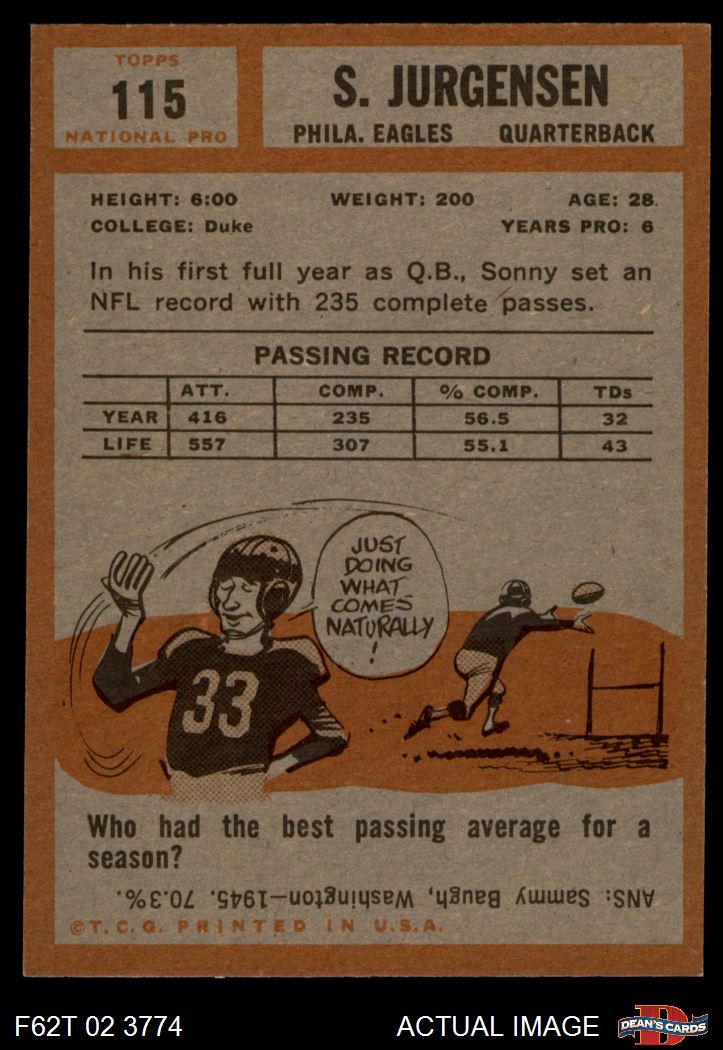 TOPPS
115
NATIONAL PRO
S. JURGENSEN
PHILA. EAGLES QUARTERBACK
HEIGHT: 6:00 WEIGHT: 200 AGE: 28
COLLEGE: Duke YEARS PRO: 6
In his first full year as Q.B., Sonny set an
NFL record with 235 complete passes.
PASSING RECORD
ATT. COMP. % COMP. TDs
YEAR 416 235 56.5 32
LIFE 557 307 55.1 43
JUST
DOING
WHAT
COMES
NATURALLY
!
33
Who had the best passing average for a
season?
ANS: Sammy Baugh, Washington—1945. 70.3%.
©T.C.G. PRINTED IN U.S.A.
F62T 02 3774 ACTUAL IMAGE
D
DEAN'S CARDS